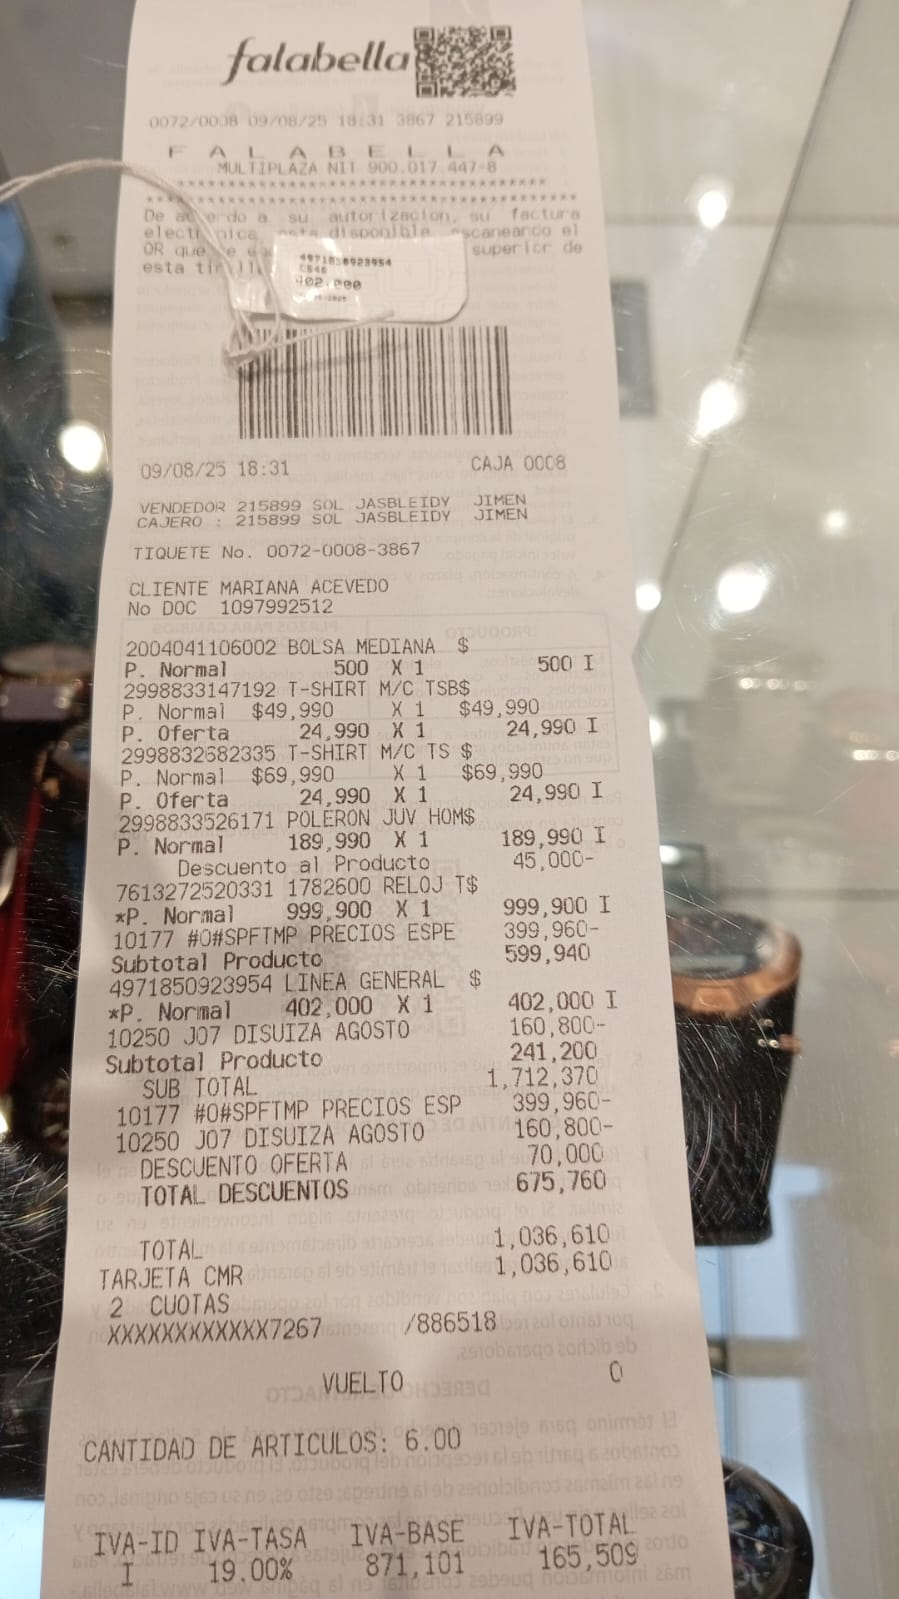 falabella
0072/0008 09/08/25 18:31 3867 215899
F A L A B E L L A
MULTIPLAZA NIT 900.017.447-8
******************************************
******************************************
De acuerdo a su autorizacion, su factura
electronica esta disponible escaneando el
QR que se superior de
esta
4971850923954
C546
402.000
09/08/25 18:31 CAJA 0008
VENDEDOR 215899 SOL JASBLEIDY JIMEN
CAJERO : 215899 SOL JASBLEIDY JIMEN
TIQUETE No. 0072-0008-3867
CLIENTE MARIANA ACEVEDO
No DOC 1097992512
2004041106002 BOLSA MEDIANA $
P. Normal 500 X 1 500 I
2998833147192 T-SHIRT M/C TSB$
P. Normal $49,990 X 1 $49,990
P. Oferta 24,990 X 1 24,990 I
2998832682335 T-SHIRT M/C TS $
P. Normal $69,990 X 1 $69,990
P. Oferta 24,990 X 1 24,990 I
2998833526171 POLERON JUV HOM$
P. Normal 189,990 X 1 189,990 I
Descuento al Producto 45,000-
7613272520331 1782600 RELOJ T$
*P. Normal 999,900 X 1 999,900 I
10177 #0#SPFTMP PRECIOS ESPE 399,960-
Subtotal Producto 599,940
4971850923954 LINEA GENERAL $
*P. Normal 402,000 X 1 402,000 I
10250 J07 DISUIZA AGOSTO 160,800-
Subtotal Producto 241,200
SUB TOTAL 1,712,370
10177 #0#SPFTMP PRECIOS ESP 399,960-
10250 J07 DISUIZA AGOSTO 160,800-
DESCUENTO OFERTA 70,000
TOTAL DESCUENTOS 675,760
TOTAL 1,036,610
TARJETA CMR 1,036,610
2 CUOTAS
XXXXXXXXXXXX7267 /886518
VUELTO 0
CANTIDAD DE ARTICULOS: 6.00
IVA-ID IVA-TASA IVA-BASE IVA-TOTAL
I 19.00% 871,101 165,509